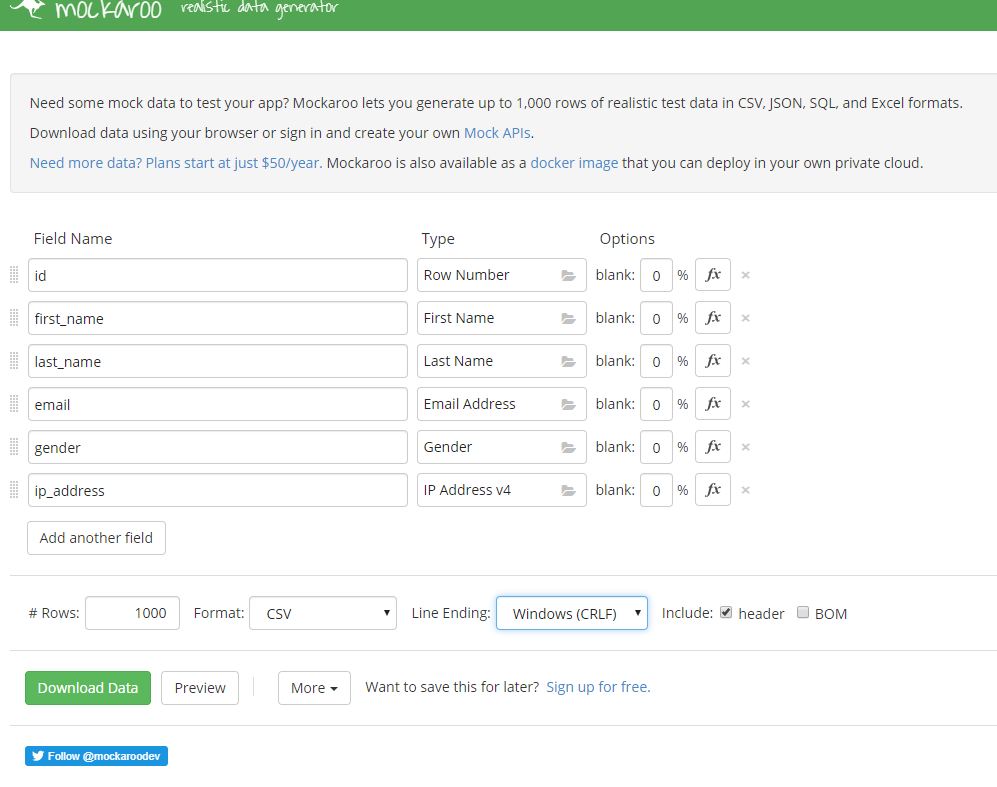 mockaroo realistic data generator
Need some mock data to test your app? Mockaroo lets you generate up to 1,000 rows of realistic test data in CSV, JSON, SQL, and Excel formats.
Download data using your browser or sign in and create your own Mock APIs.
Need more data? Plans start at just $50/year. Mockaroo is also available as a docker image that you can deploy in your own private cloud.
Field Name Type Options
id Row Number blank: 0 % fx ×
first_name First Name blank: 0 % fx ×
last_name Last Name blank: 0 % fx ×
email Email Address blank: 0 % fx ×
gender Gender blank: 0 % fx ×
ip_address IP Address v4 blank: 0 % fx ×
Add another field
# Rows: 1000 Format: CSV Line Ending: Windows (CRLF) Include: header BOM
Download Data Preview More Want to save this for later? Sign up for free.
Follow @mockaroodev